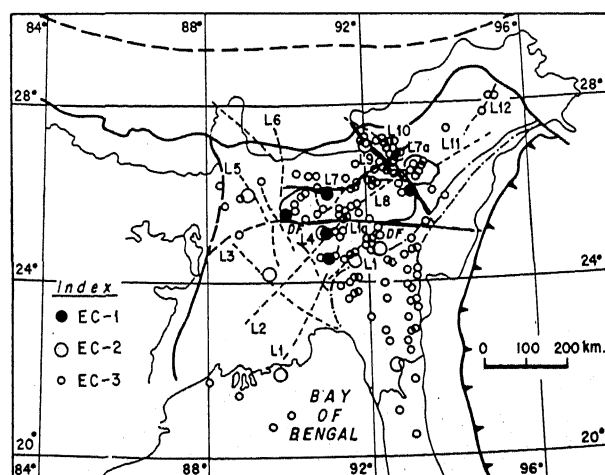 84° 88° 92° 96°
28° 28°
L6 L10 L12
L7a L11
L5 L9
L7 L8
DF L1a DF
L4
L3 L1
24° 24°
Index
EC-1
EC-2
EC-3
L2
L1
0 100 200 km.
BAY
OF
BENGAL
20° 20°
84° 88° 92° 96°